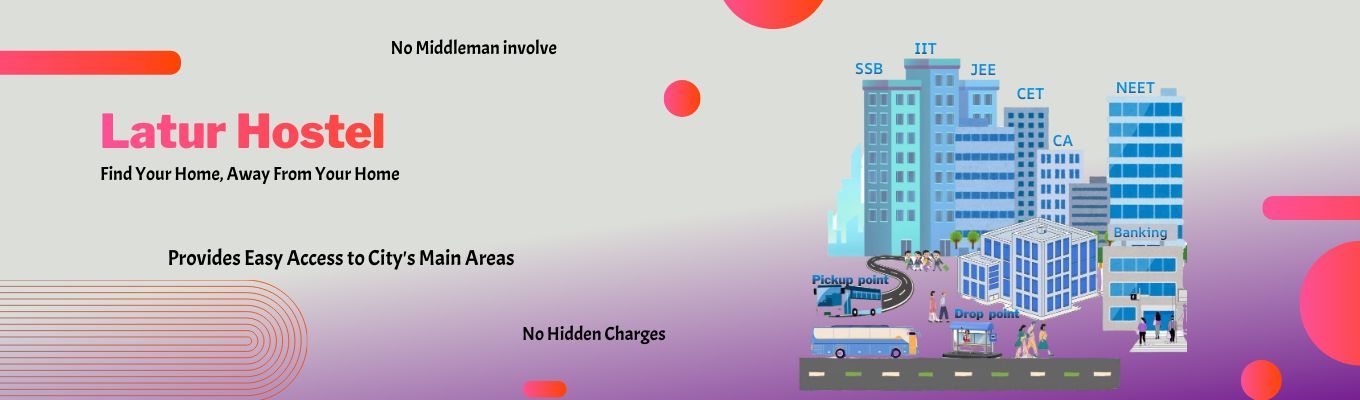 No Middleman involve
Latur Hostel
Find Your Home, Away From Your Home
Provides Easy Access to City's Main Areas
No Hidden Charges
IIT
SSB
JEE
CET
NEET
CA
Banking
Pickup point
Drop point